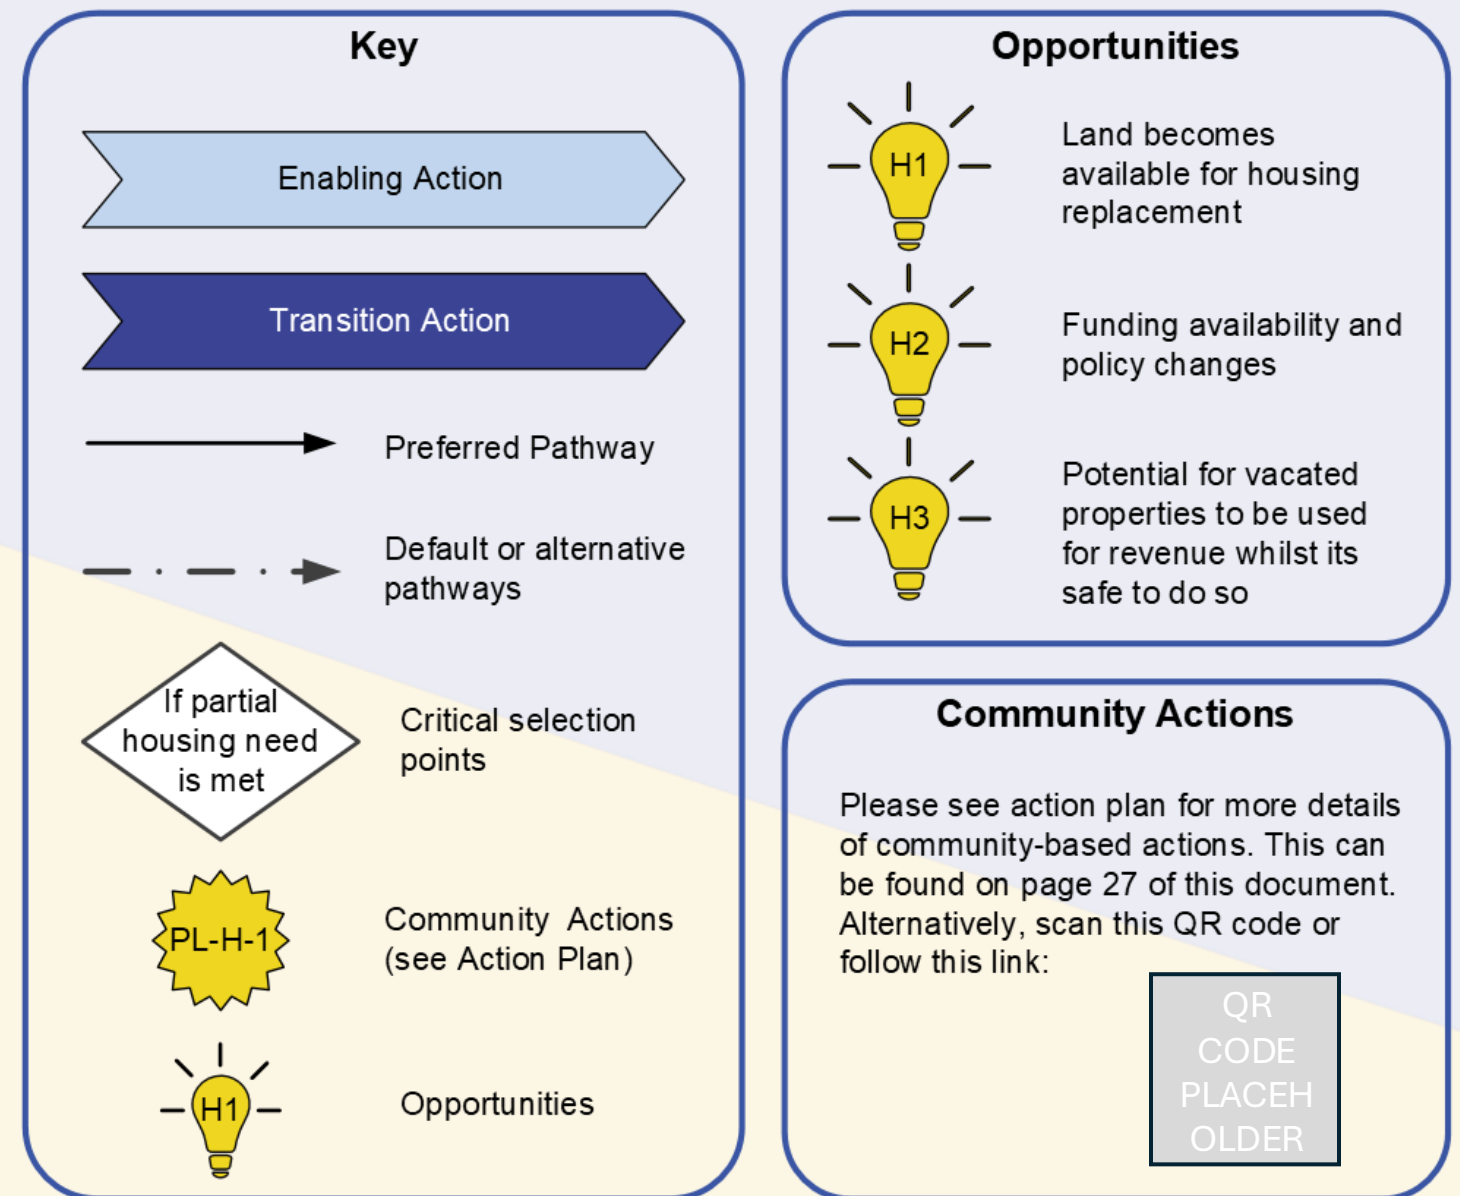 Key
Enabling Action
Transition Action
Preferred Pathway
Default or alternative
pathways
If partial
housing need
is met
Critical selection
points
PL-H-1
Community Actions
(see Action Plan)
H1
Opportunities
Opportunities
H1
Land becomes
available for housing
replacement
H2
Funding availability and
policy changes
H3
Potential for vacated
properties to be used
for revenue whilst its
safe to do so
Community Actions
Please see action plan for more details
of community-based actions. This can
be found on page 27 of this document.
Alternatively, scan this QR code or
follow this link:
QR
CODE
PLACEH
OLDER